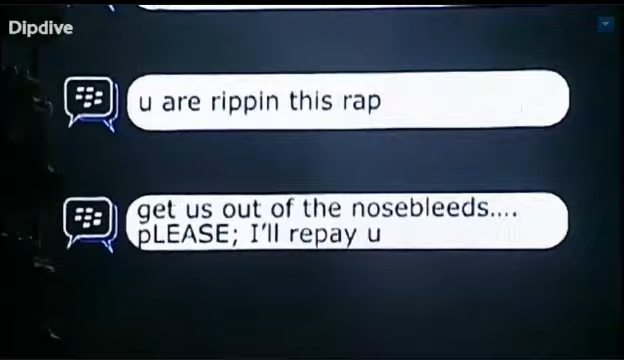 Dipdive
u are rippin this rap
get us out of the nosebleeds....
pLEASE; I'll repay u